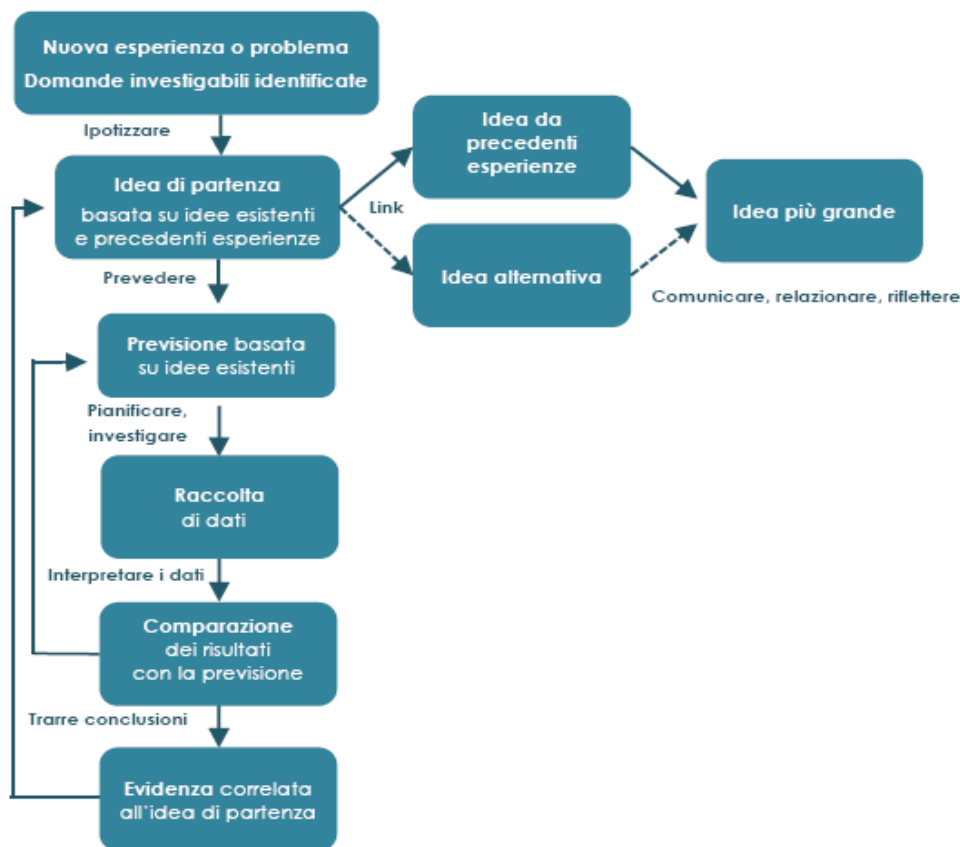 Nuova esperienza o problema
Domande investigabili identificate
Ipotizzare
Idea di partenza
basata su idee esistenti
e precedenti esperienze
Link
Idea da
precedenti
esperienze
Idea alternativa
Idea più grande
Comunicare, relazionare, riflettere
Prevedere
Previsione basata
su idee esistenti
Pianificare,
investigare
Raccolta
di dati
Interpretare i dati
Comparazione
dei risultati
con la previsione
Trarre conclusioni
Evidenza correlata
all'idea di partenza